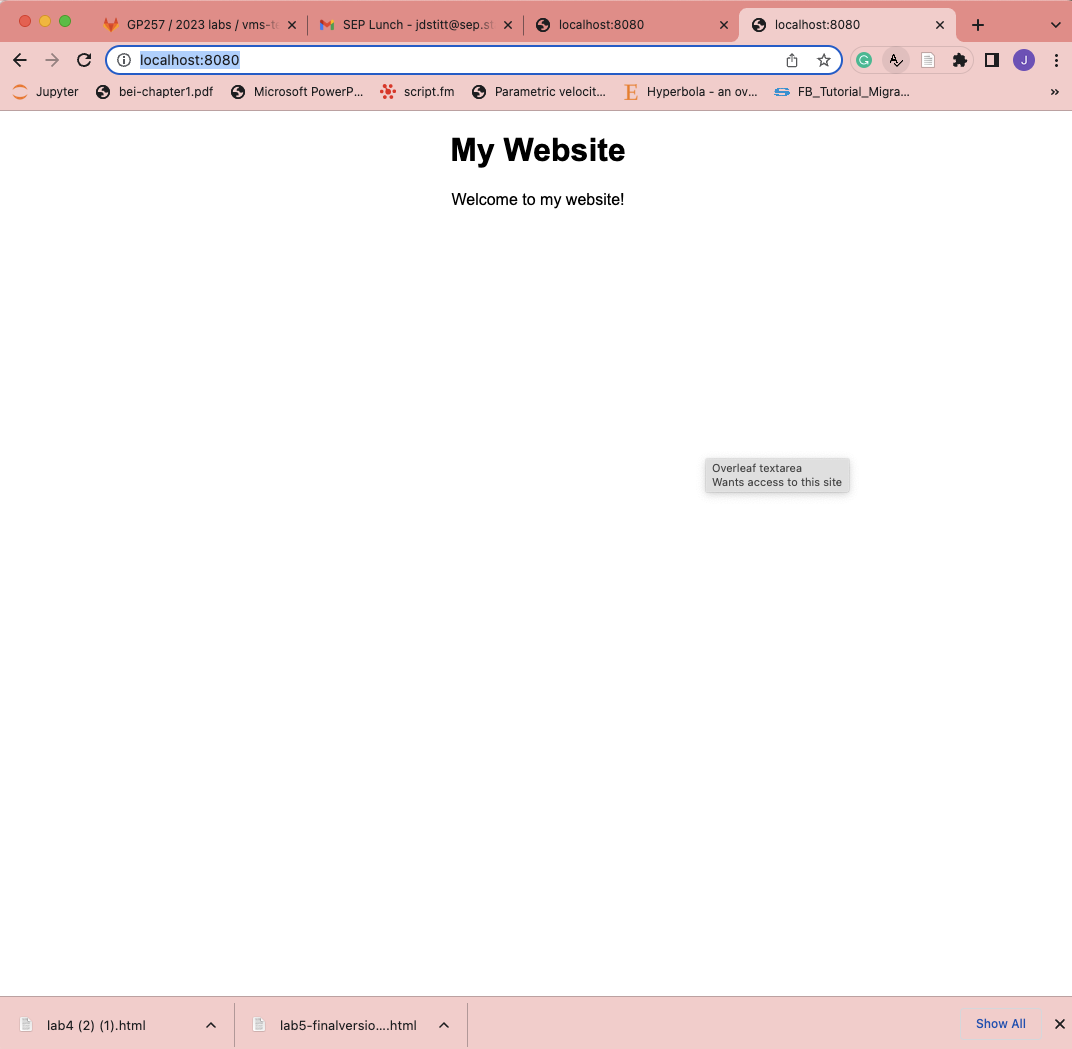 GP257 / 2023 labs / vms-te
SEP Lunch - jdstitt@sep.st
localhost:8080
localhost:8080
localhost:8080
J
Jupyter
bei-chapter1.pdf
Microsoft PowerP...
script.fm
Parametric velocit...
Hyperbola - an ov...
FB_Tutorial_Migra...
»
My Website
Welcome to my website!
Overleaf textarea
Wants access to this site
lab4 (2) (1).html
lab5-finalversio....html
Show All